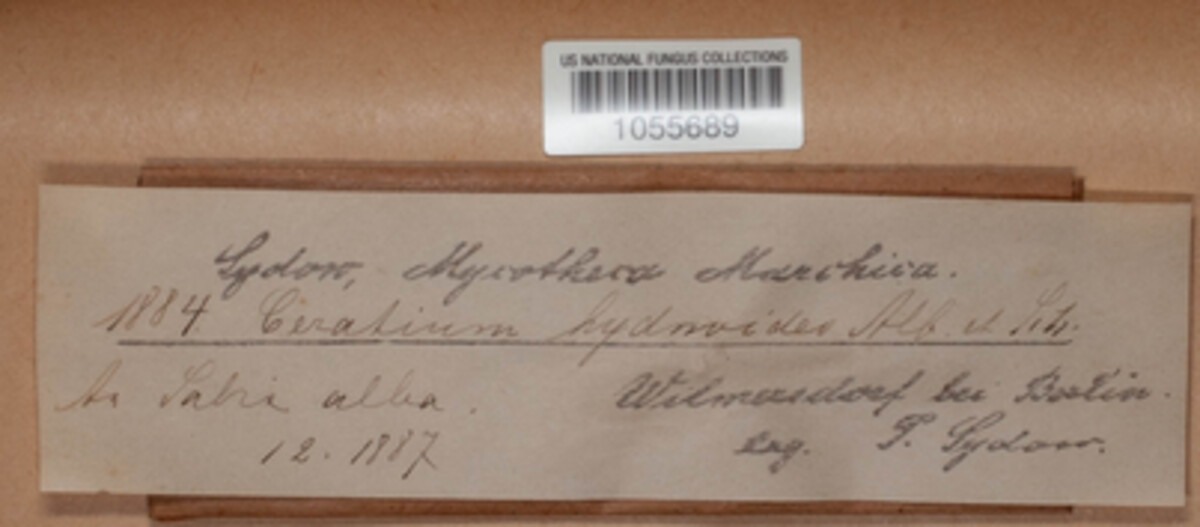 US NATIONAL FUNGUS COLLECTIONS
1055689
Sydow, Mycotheca Marchica.
1884 Ceratium hydnoides Alb. et Sch.
An Salix alba.
12. 1887
Wilmersdorf bei Berlin.
leg. P. Sydow.